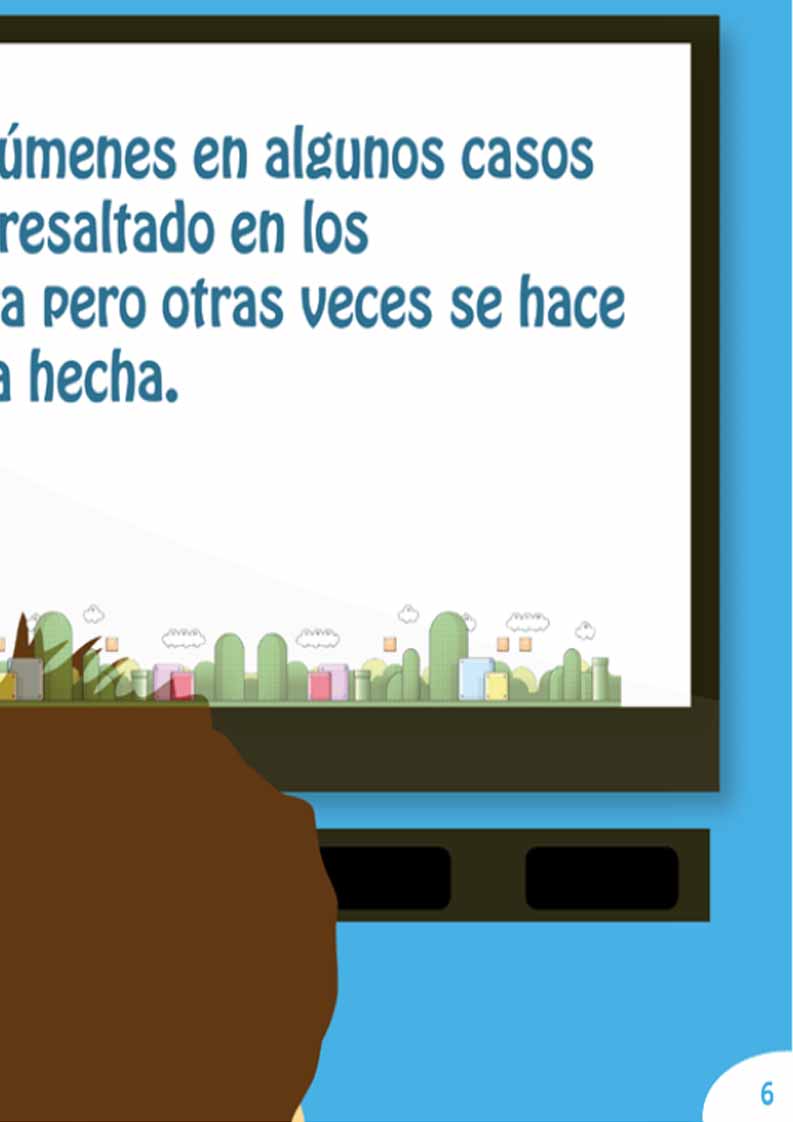 úmenes en algunos casos
resaltado en los
a pero otras veces se hace
a hecha.
6